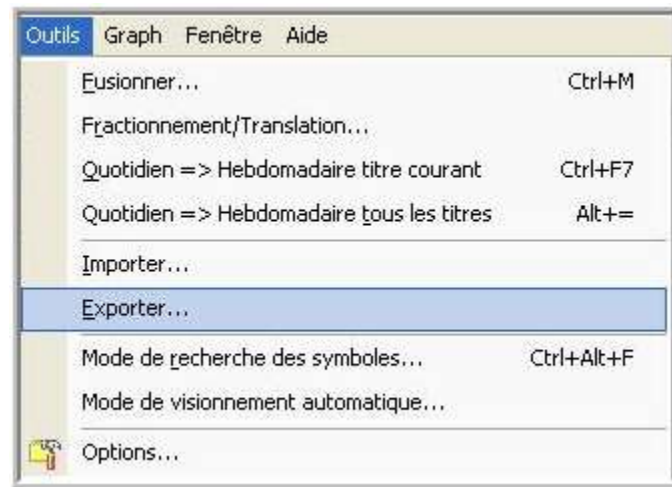 Outils Graph Fenêtre Aide
Fusionner... Ctrl+M
Fractionnement/Translation...
Quotidien => Hebdomadaire titre courant Ctrl+F7
Quotidien => Hebdomadaire tous les titres Alt+=
Importer...
Exporter...
Mode de recherche des symboles... Ctrl+Alt+F
Mode de visionnement automatique...
Options...